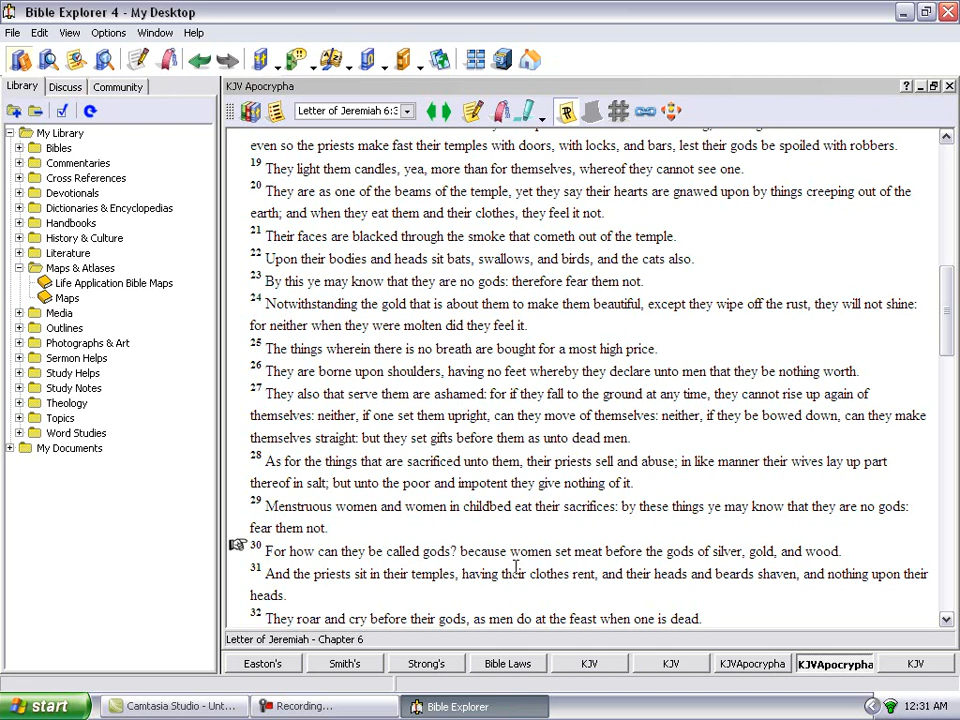 Bible Explorer 4 - My Desktop
File Edit View Options Window Help
Library Discuss Community
KJV Apocrypha
Letter of Jeremiah 6:3
My Library
Bibles
Commentaries
Cross References
Devotionals
Dictionaries & Encyclopedias
Handbooks
History & Culture
Literature
Maps & Atlases
Life Application Bible Maps
Maps
Media
Outlines
Photographs & Art
Sermon Helps
Study Helps
Study Notes
Theology
Topics
Word Studies
My Documents
even so the priests make fast their temples with doors, with locks, and bars, lest their gods be spoiled with robbers.
19 They light them candles, yea, more than for themselves, whereof they cannot see one.
20 They are as one of the beams of the temple, yet they say their hearts are gnawed upon by things creeping out of the
earth; and when they eat them and their clothes, they feel it not.
21 Their faces are blacked through the smoke that cometh out of the temple.
22 Upon their bodies and heads sit bats, swallows, and birds, and the cats also.
23 By this ye may know that they are no gods: therefore fear them not.
24 Notwithstanding the gold that is about them to make them beautiful, except they wipe off the rust, they will not shine:
for neither when they were molten did they feel it.
25 The things wherein there is no breath are bought for a most high price.
26 They are borne upon shoulders, having no feet whereby they declare unto men that they be nothing worth.
27 They also that serve them are ashamed: for if they fall to the ground at any time, they cannot rise up again of
themselves: neither, if one set them upright, can they move of themselves: neither, if they be bowed down, can they make
themselves straight: but they set gifts before them as unto dead men.
28 As for the things that are sacrificed unto them, their priests sell and abuse; in like manner their wives lay up part
thereof in salt; but unto the poor and impotent they give nothing of it.
29 Menstruous women and women in childbed eat their sacrifices: by these things ye may know that they are no gods:
fear them not.
30 For how can they be called gods? because women set meat before the gods of silver, gold, and wood.
31 And the priests sit in their temples, having their clothes rent, and their heads and beards shaven, and nothing upon their
heads.
32 They roar and cry before their gods, as men do at the feast when one is dead.
Letter of Jeremiah - Chapter 6
Easton's Smith's Strong's Bible Laws KJV KJV KJVApocrypha KJVApocrypha KJV
start Camtasia Studio - Unt... Recording... Bible Explorer 12:31 AM